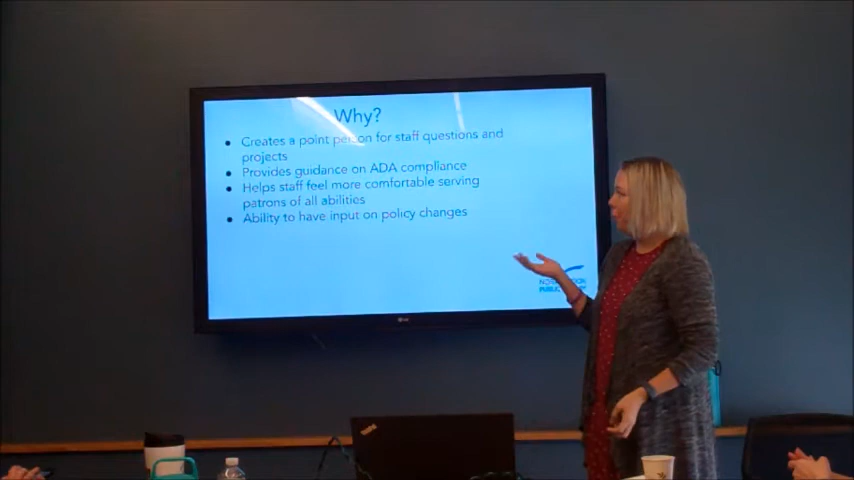 Why?
Creates a point person for staff questions and
projects
Provides guidance on ADA compliance
Helps staff feel more comfortable serving
patrons of all abilities
Ability to have input on policy changes
LG